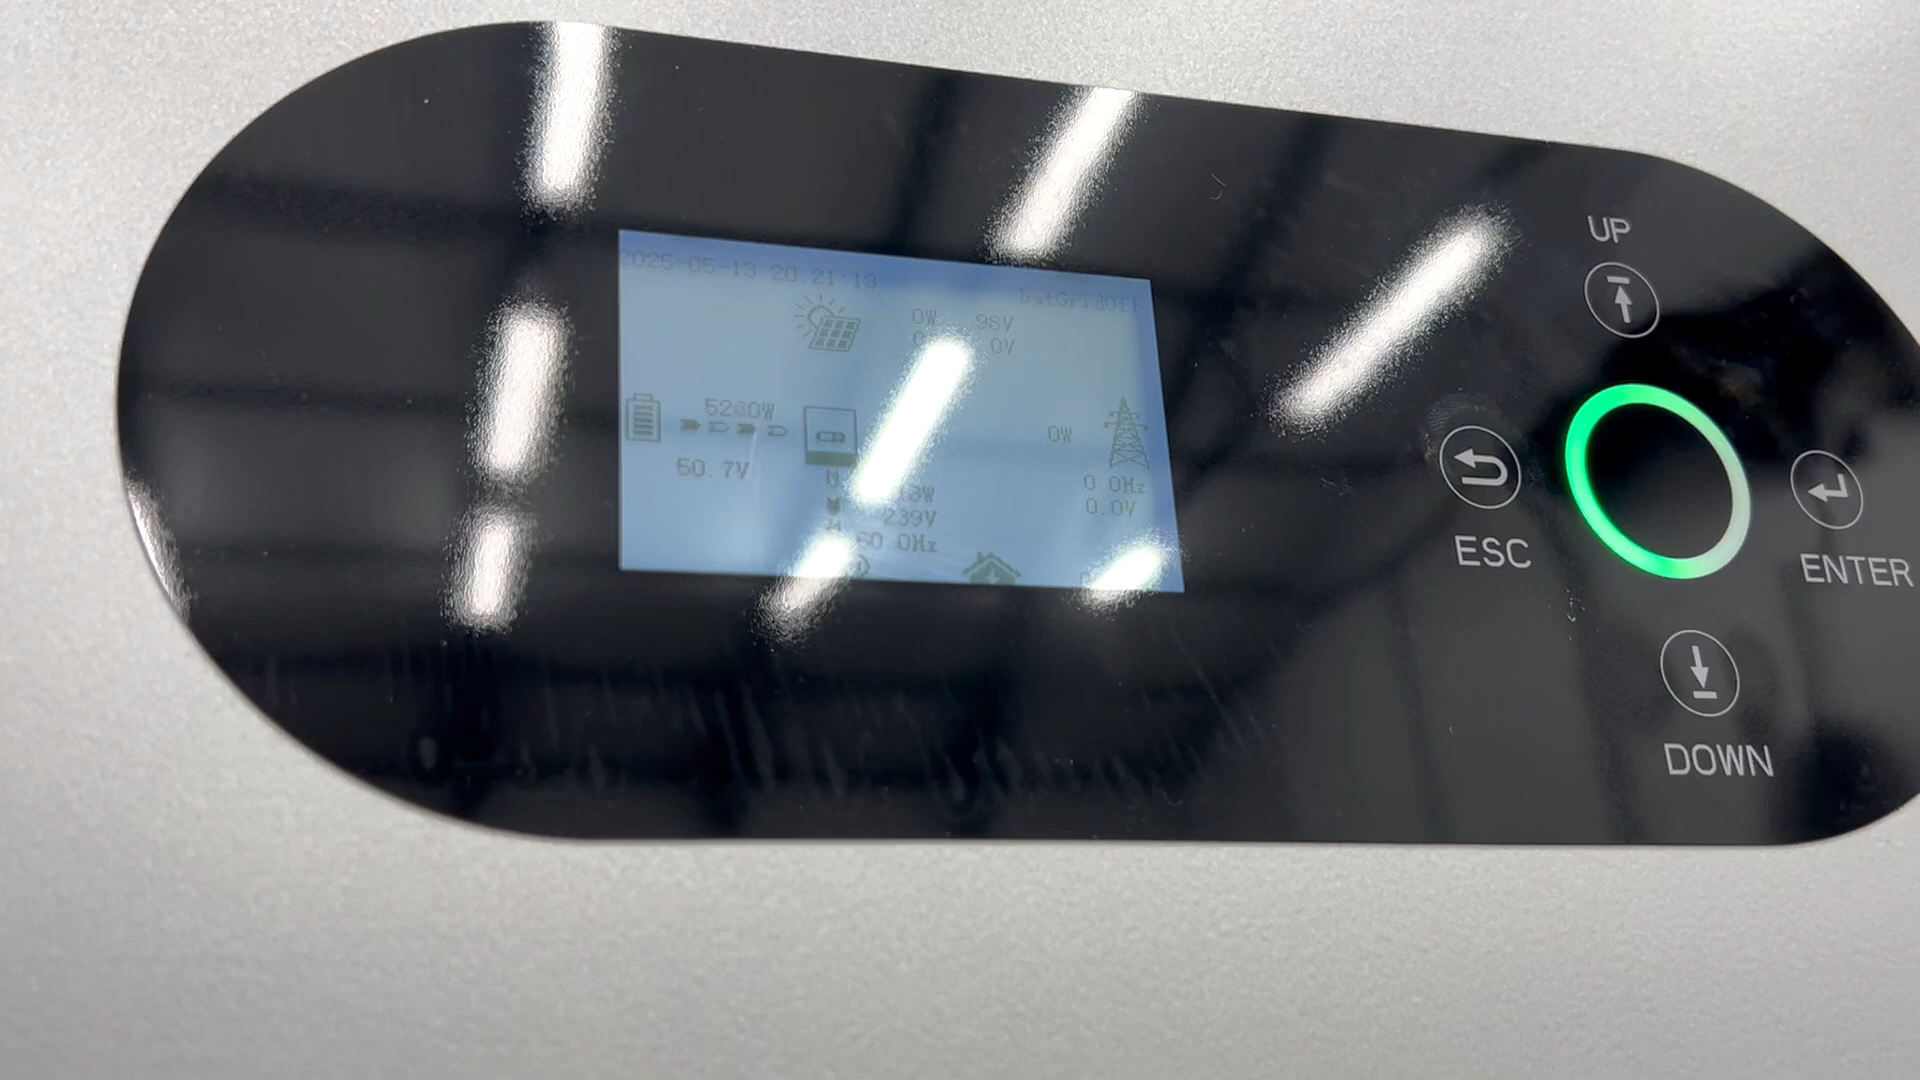 2025-05-13 20:21:13
BatGridOff
0W 98V
0V
5260W
50.7V
0W
0.0Hz
0.0V
239V
60.0Hz
UP
ESC
ENTER
DOWN